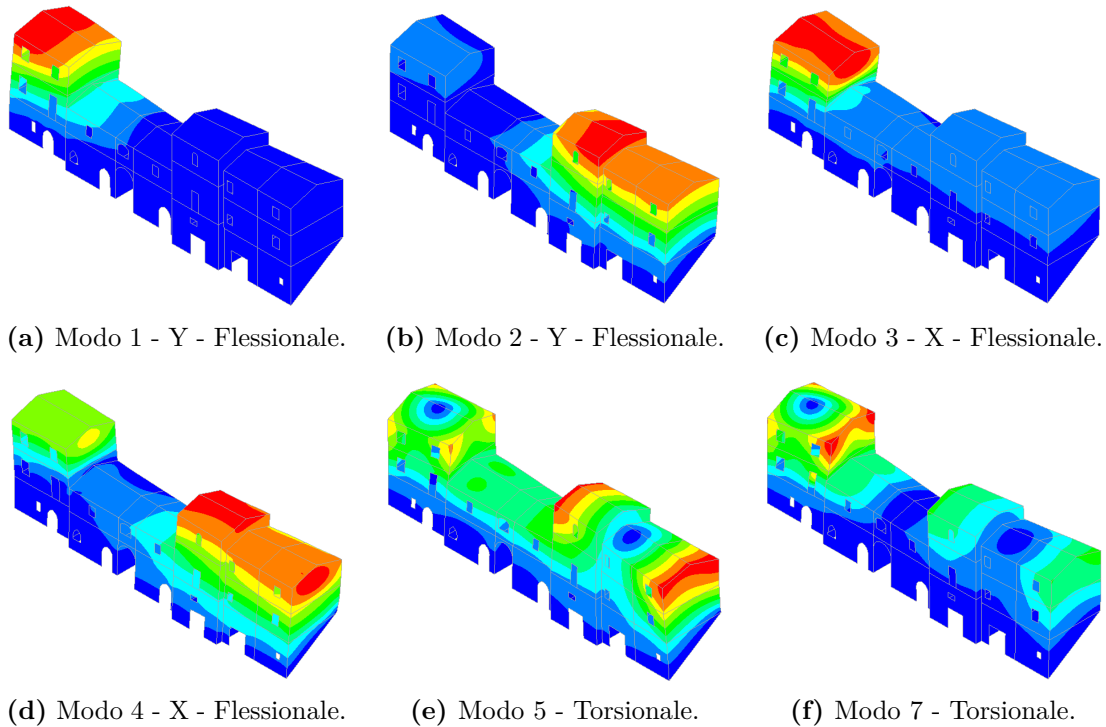 (a) Modo 1 - Y - Flessionale.
(b) Modo 2 - Y - Flessionale.
(c) Modo 3 - X - Flessionale.
(d) Modo 4 - X - Flessionale.
(e) Modo 5 - Torsionale.
(f) Modo 7 - Torsionale.